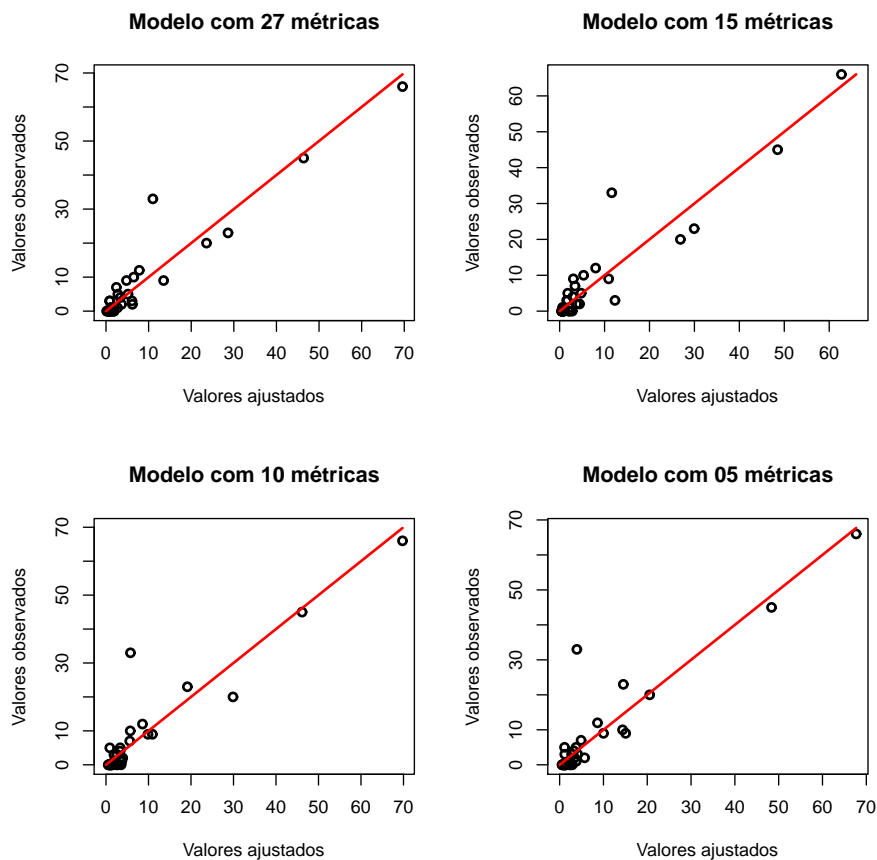 Modelo com 27 métricas
Valores observados
70
50
30
10
0
0 10 20 30 40 50 60 70
Valores ajustados
Modelo com 15 métricas
Valores observados
60
50
40
30
20
10
0
0 10 20 30 40 50 60
Valores ajustados
Modelo com 10 métricas
Valores observados
70
50
30
10
0
0 10 20 30 40 50 60 70
Valores ajustados
Modelo com 05 métricas
Valores observados
70
50
30
10
0
0 10 20 30 40 50 60 70
Valores ajustados